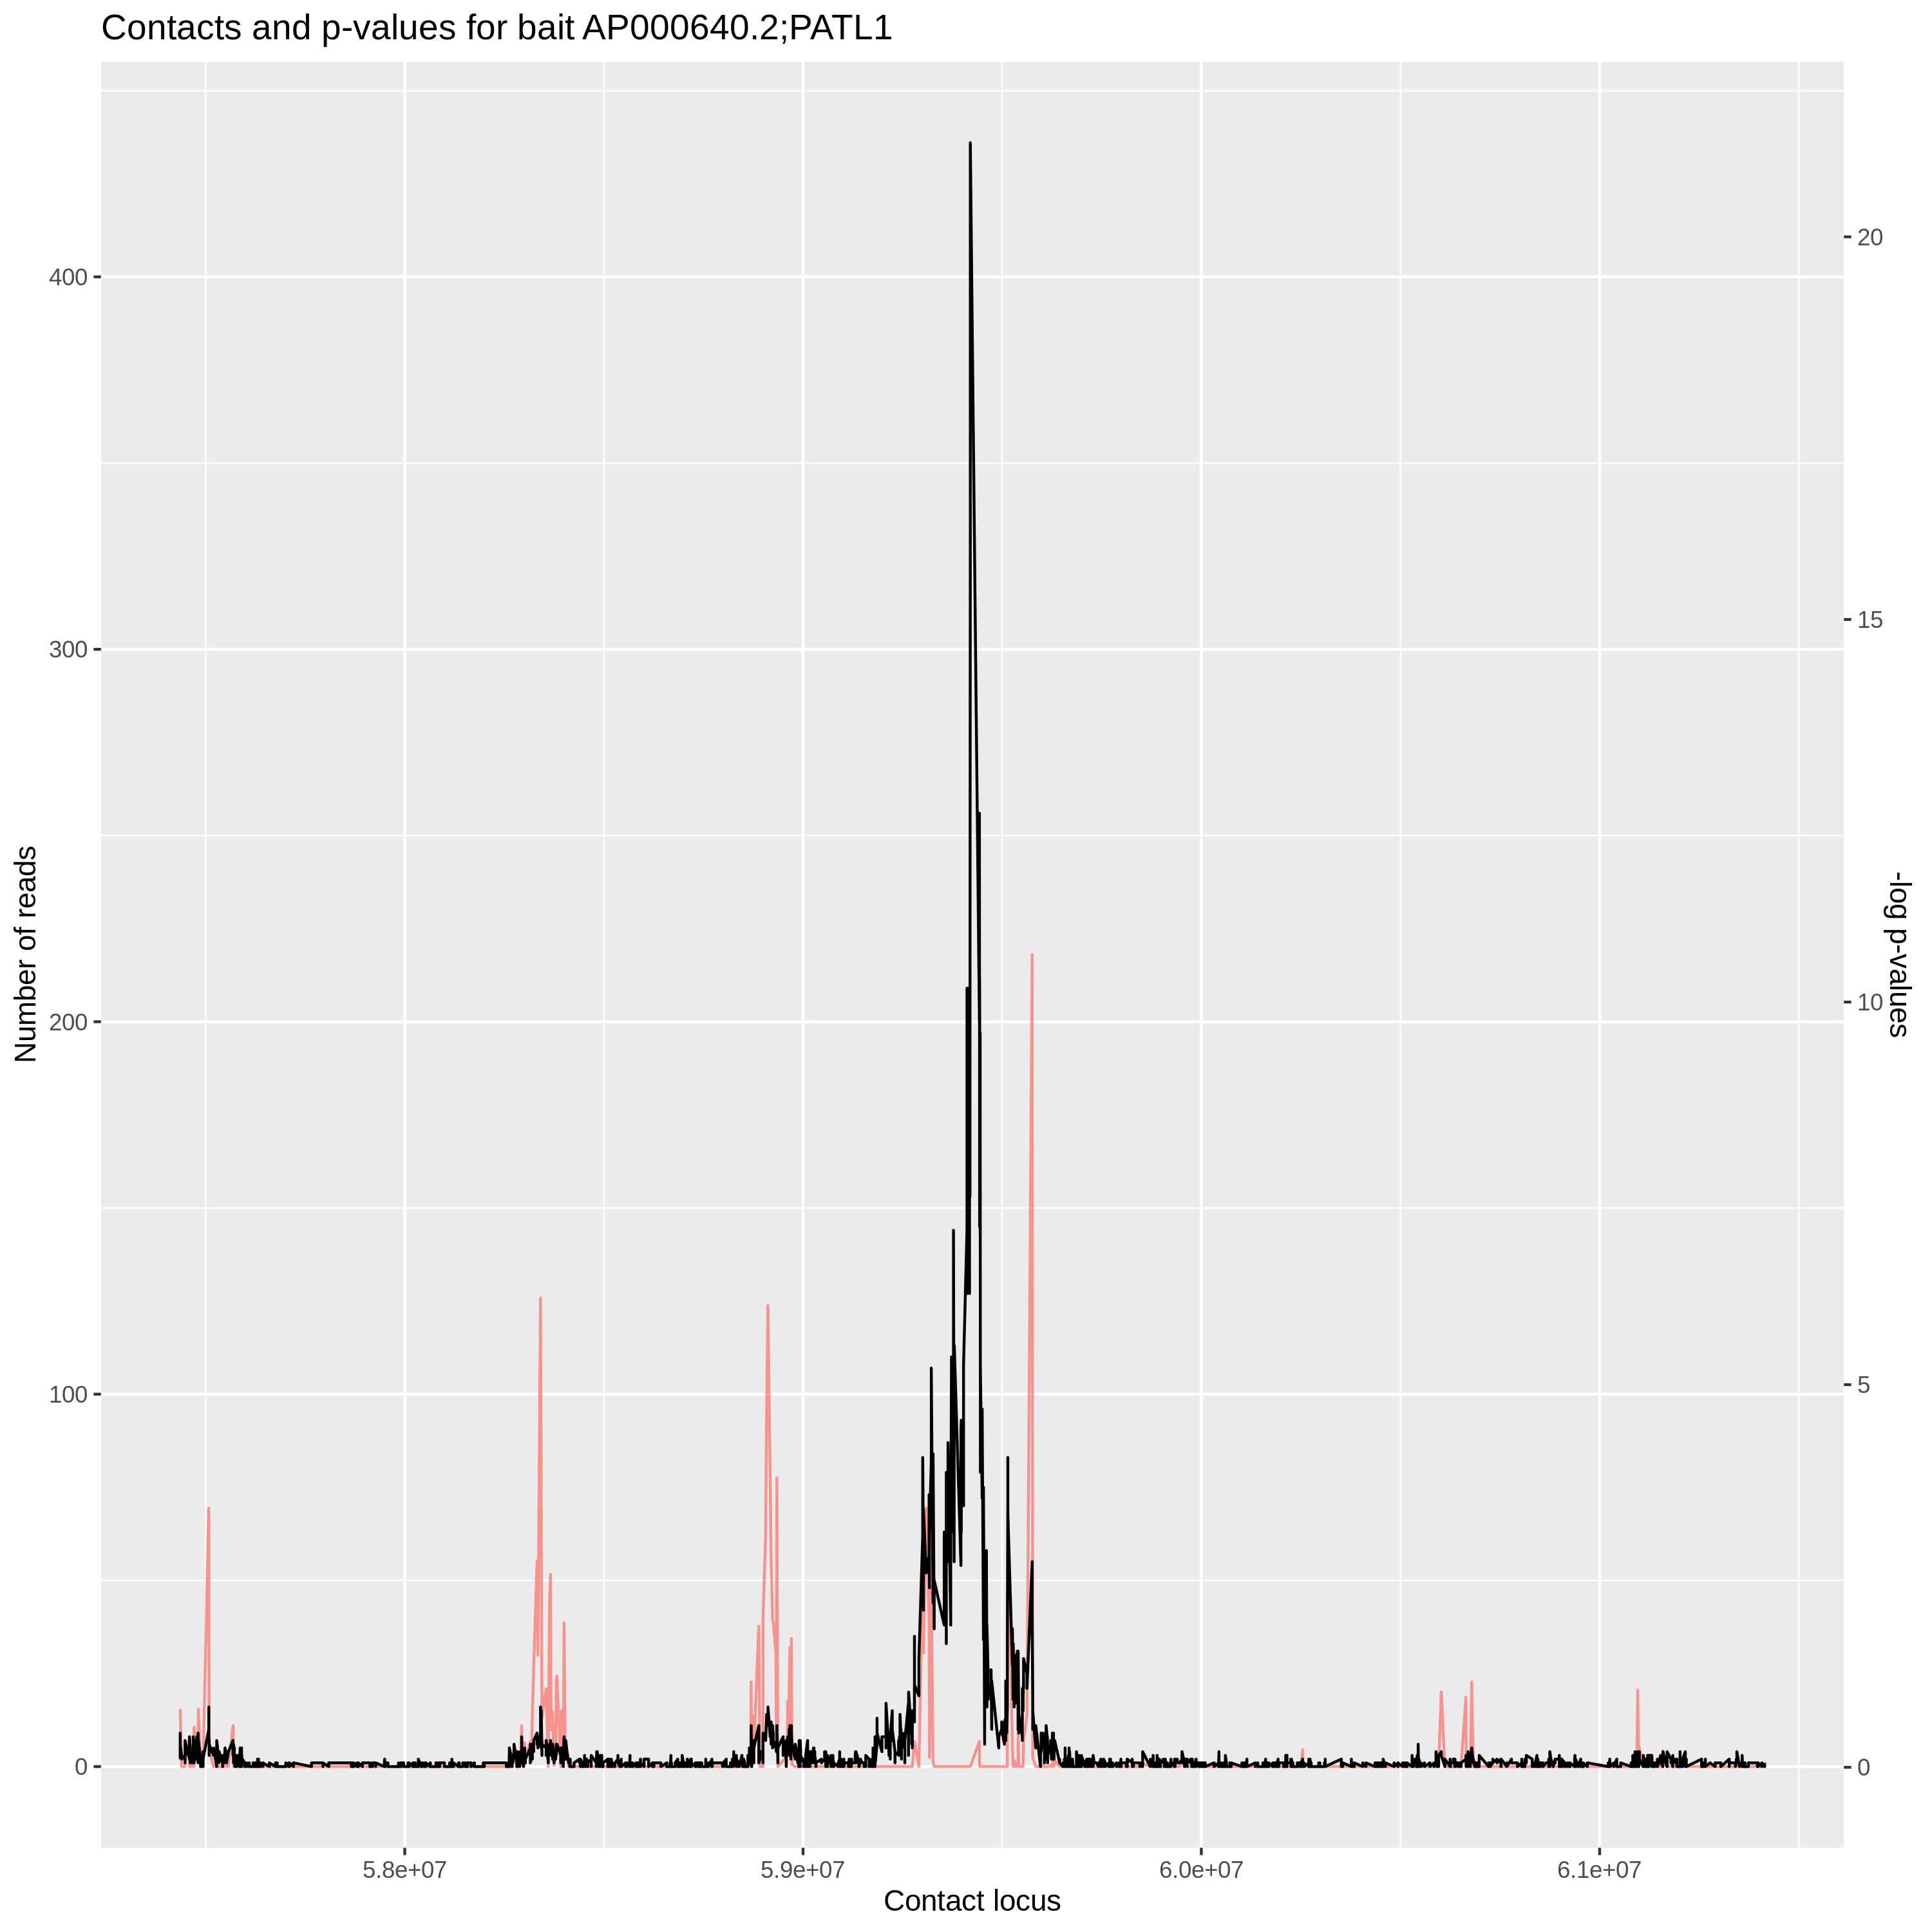 Contacts and p-values for bait AP000640.2;PATL1
400
300
200
100
0
Number of reads
20
15
10
5
0
-log p-values
5.8e+07
5.9e+07
6.0e+07
6.1e+07
Contact locus